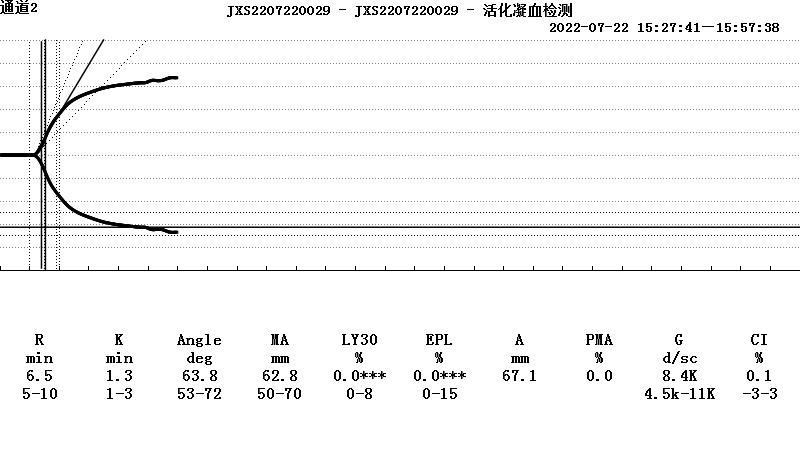 通道2
JXS2207220029 - JXS2207220029 - 活化凝血检测
2022-07-22 15:27:41—15:57:38
R K Angle MA LY30 EPL A PMA G CI
min min deg mm % % mm % d/sc %
6.5 1.3 63.8 62.8 0.0*** 0.0*** 67.1 0.0 8.4K 0.1
5-10 1-3 53-72 50-70 0-8 0-15 4.5k-11K -3-3